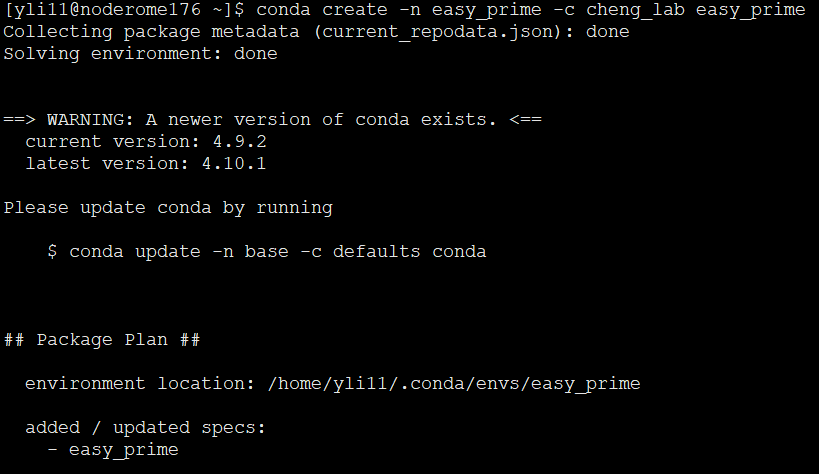 [yli11@noderome176 ~]$ conda create -n easy_prime -c cheng_lab easy_prime
Collecting package metadata (current_repodata.json): done
Solving environment: done
==> WARNING: A newer version of conda exists. <==
current version: 4.9.2
latest version: 4.10.1
Please update conda by running
$ conda update -n base -c defaults conda
## Package Plan ##
environment location: /home/yli11/.conda/envs/easy_prime
added / updated specs:
- easy_prime